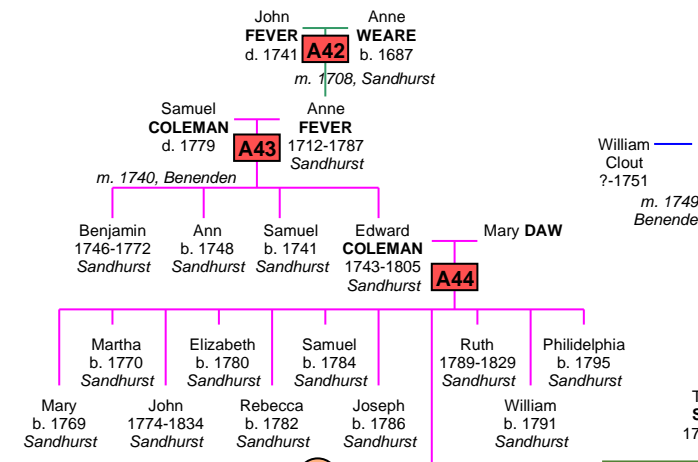 John
FEVER
d. 1741
Anne
WEARE
b. 1687
A42
m. 1708, Sandhurst
Samuel
COLEMAN
d. 1779
Anne
FEVER
1712-1787
Sandhurst
A43
m. 1740, Benenden
William
Clout
?-1751
m. 1749
Benende
Benjamin
1746-1772
Sandhurst
Ann
b. 1748
Sandhurst
Samuel
b. 1741
Sandhurst
Edward
COLEMAN
1743-1805
Sandhurst
Mary DAW
A44
Martha
b. 1770
Sandhurst
Elizabeth
b. 1780
Sandhurst
Samuel
b. 1784
Sandhurst
Ruth
1789-1829
Sandhurst
Philidelphia
b. 1795
Sandhurst
Mary
b. 1769
Sandhurst
John
1774-1834
Sandhurst
Rebecca
b. 1782
Sandhurst
Joseph
b. 1786
Sandhurst
William
b. 1791
Sandhurst
T
S
17